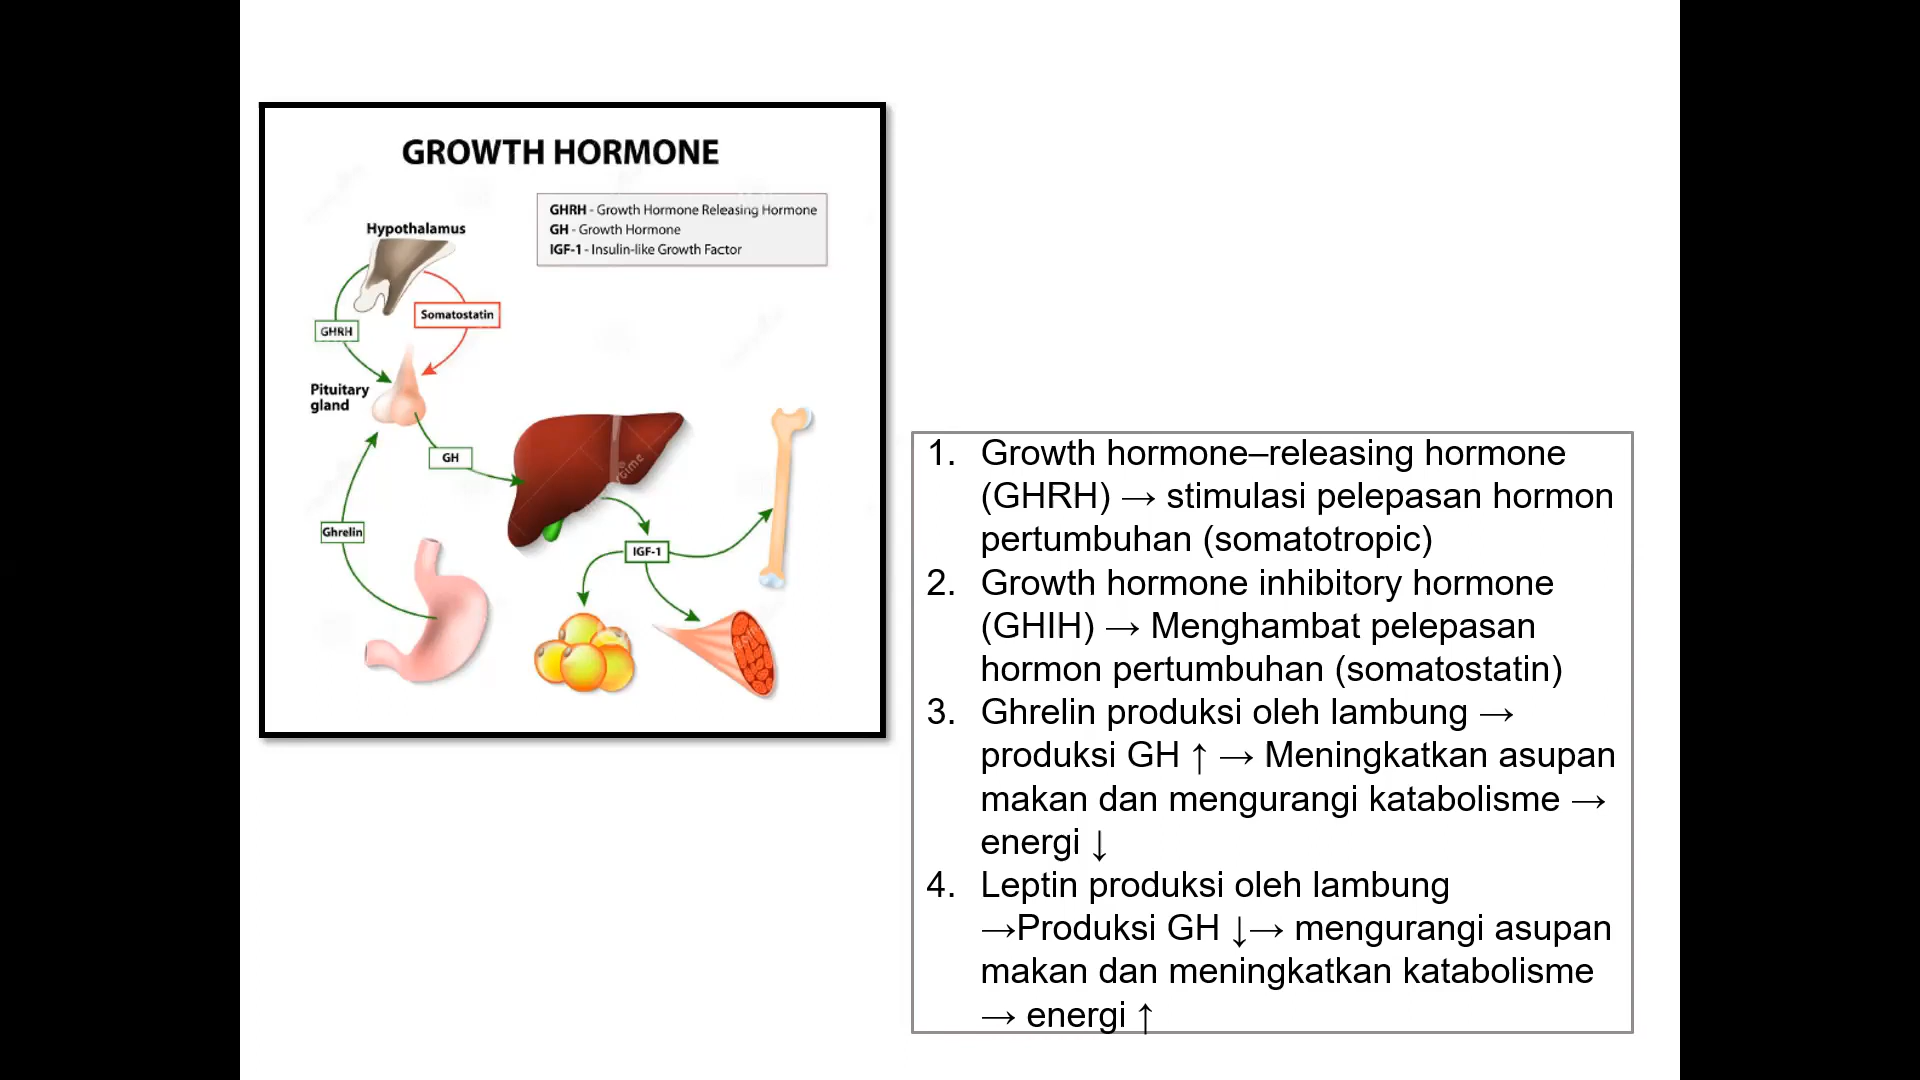 GROWTH HORMONE
GHRH - Growth Hormone Releasing Hormone
GH - Growth Hormone
IGF-1 - Insulin-like Growth Factor
Hypothalamus
Somatostatin
GHRH
Pituitary
gland
GH
Ghrelin
IGF-1
1. Growth hormone–releasing hormone
(GHRH) → stimulasi pelepasan hormon
pertumbuhan (somatotropic)
2. Growth hormone inhibitory hormone
(GHIH) → Menghambat pelepasan
hormon pertumbuhan (somatostatin)
3. Ghrelin produksi oleh lambung →
produksi GH ↑ → Meningkatkan asupan
makan dan mengurangi katabolisme →
energi ↓
4. Leptin produksi oleh lambung
→Produksi GH ↓→ mengurangi asupan
makan dan meningkatkan katabolisme
→ energi ↑